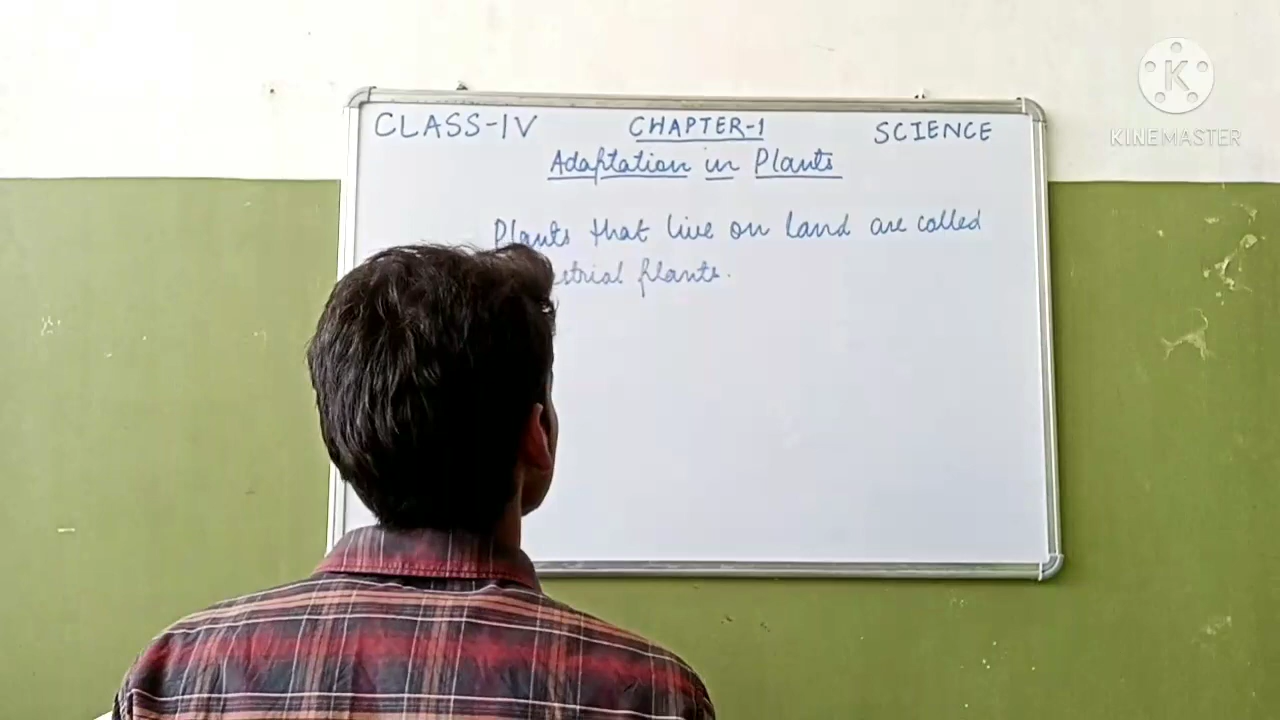 CLASS-IV CHAPTER-1 SCIENCE
Adaptation in Plants
Plants that live on land are called
plants.
K
KINEMASTER